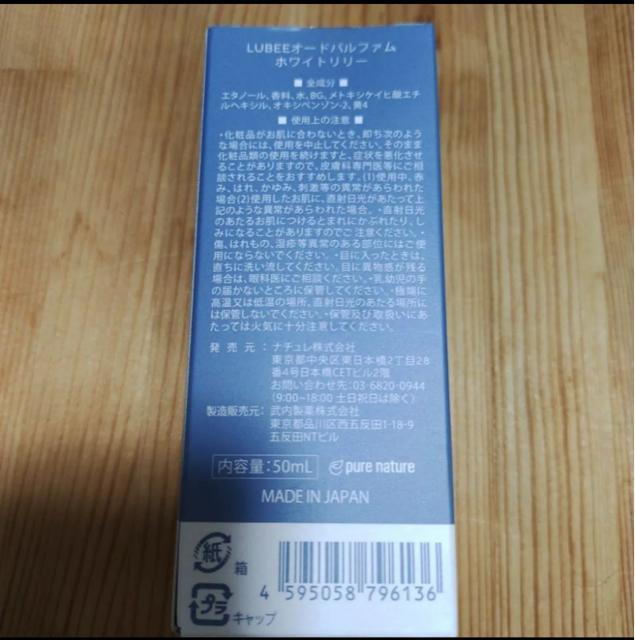 LUBEEオードパルファム
ホワイトリリー
■ 全成分 ■
エタノール、香料、水、BG、メトキシケイヒ酸エチ
ルヘキシル、オキシベンゾン-2、黄4
■ 使用上の注意 ■
・化粧品がお肌に合わないとき、即ち次のよう
な場合には、使用を中止してください。そのまま
化粧品類の使用を続けますと、症状を悪化させ
ることがありますので、皮膚科専門医等にご相
談されることをおすすめします。(1)使用中、赤
み、はれ、かゆみ、刺激等の異常があらわれた
場合(2)使用したお肌に、直射日光があたって上
記のような異常があらわれた場合。・直射日光
のあたるお肌につけるとまれにかぶれたり、し
みになることがありますのでご注意ください。・
傷、はれもの、湿疹等異常のある部位にはご使
用にならないでください。・目に入ったときは、
直ちに洗い流してください。目に異物感が残る
場合は、眼科医にご相談ください。・乳幼児の手
の届かないところに保管してください。・極端に
高温又は低温の場所、直射日光のあたる場所に
は保管しないでください。・保管及び取扱いにあ
たっては火気に十分注意してください。
発売元：ナチュレ株式会社
東京都中央区東日本橋2丁目28
番4号日本橋CETビル2階
お問い合わせ先：03-6820-0944
(9:00~18:00 土日祝日は除く)
製造販売元：武内製薬株式会社
東京都品川区西五反田1-18-9
五反田NTビル
内容量：50mL pure nature
MADE IN JAPAN
紙 箱
プラ キャップ
4 595058 796136